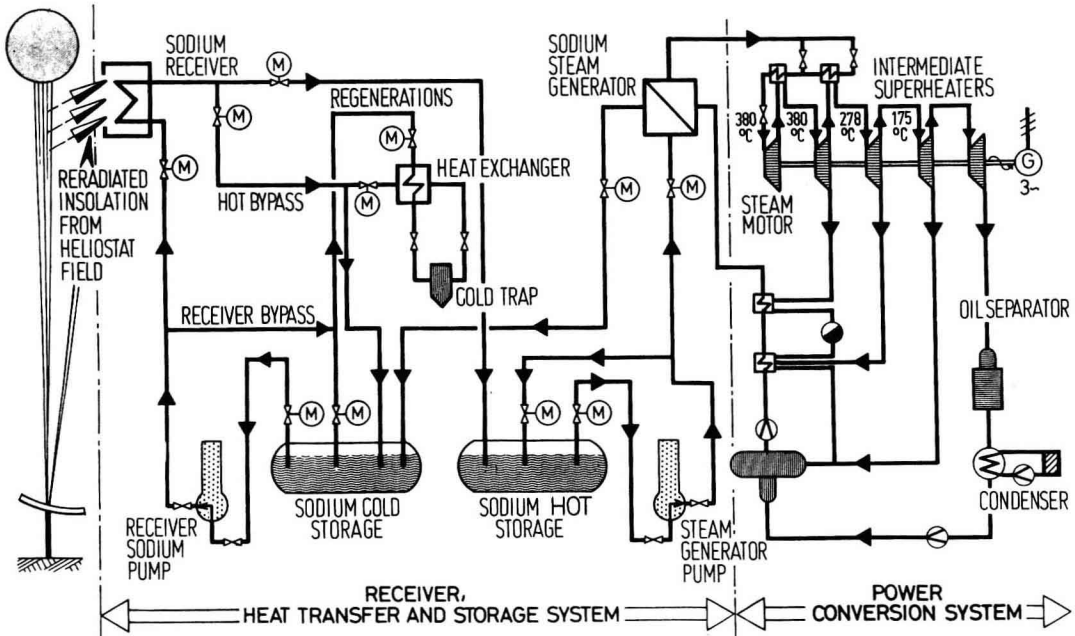 SODIUM
RECEIVER
SODIUM
STEAM
GENERATOR
INTERMEDIATE
SUPERHEATERS
REGENERATIONS
M
M
M
M
M
M
M
M
M
M
M
380
°C
380
°C
278
°C
175
°C
G
3~
HEAT EXCHANGER
HOT BYPASS
RERADIATED
INSOLATION
FROM
HELIOSTAT
FIELD
STEAM
MOTOR
COLD TRAP
RECEIVER BYPASS
OIL SEPARATOR
SODIUM COLD
STORAGE
SODIUM HOT
STORAGE
CONDENSER
RECEIVER
SODIUM
PUMP
STEAM
GENERATOR
PUMP
RECEIVER,
HEAT TRANSFER AND STORAGE SYSTEM
POWER
CONVERSION SYSTEM